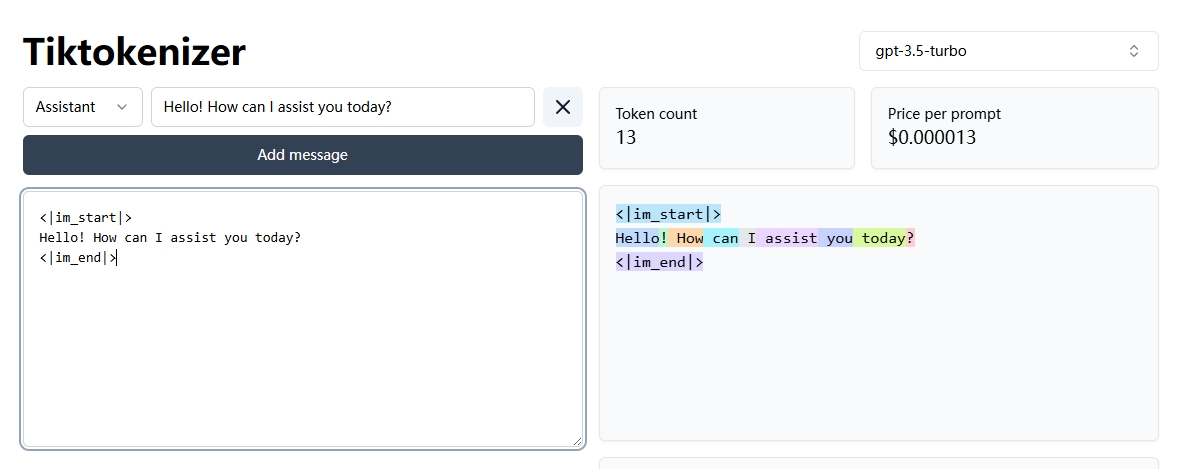 Tiktokenizer
gpt-3.5-turbo
Assistant
Hello! How can I assist you today?
Add message
Token count
13
Price per prompt
$0.000013
<|im_start|>
Hello! How can I assist you today?
<|im_end|>
<|im_start|>
Hello! How can I assist you today?
<|im_end|>